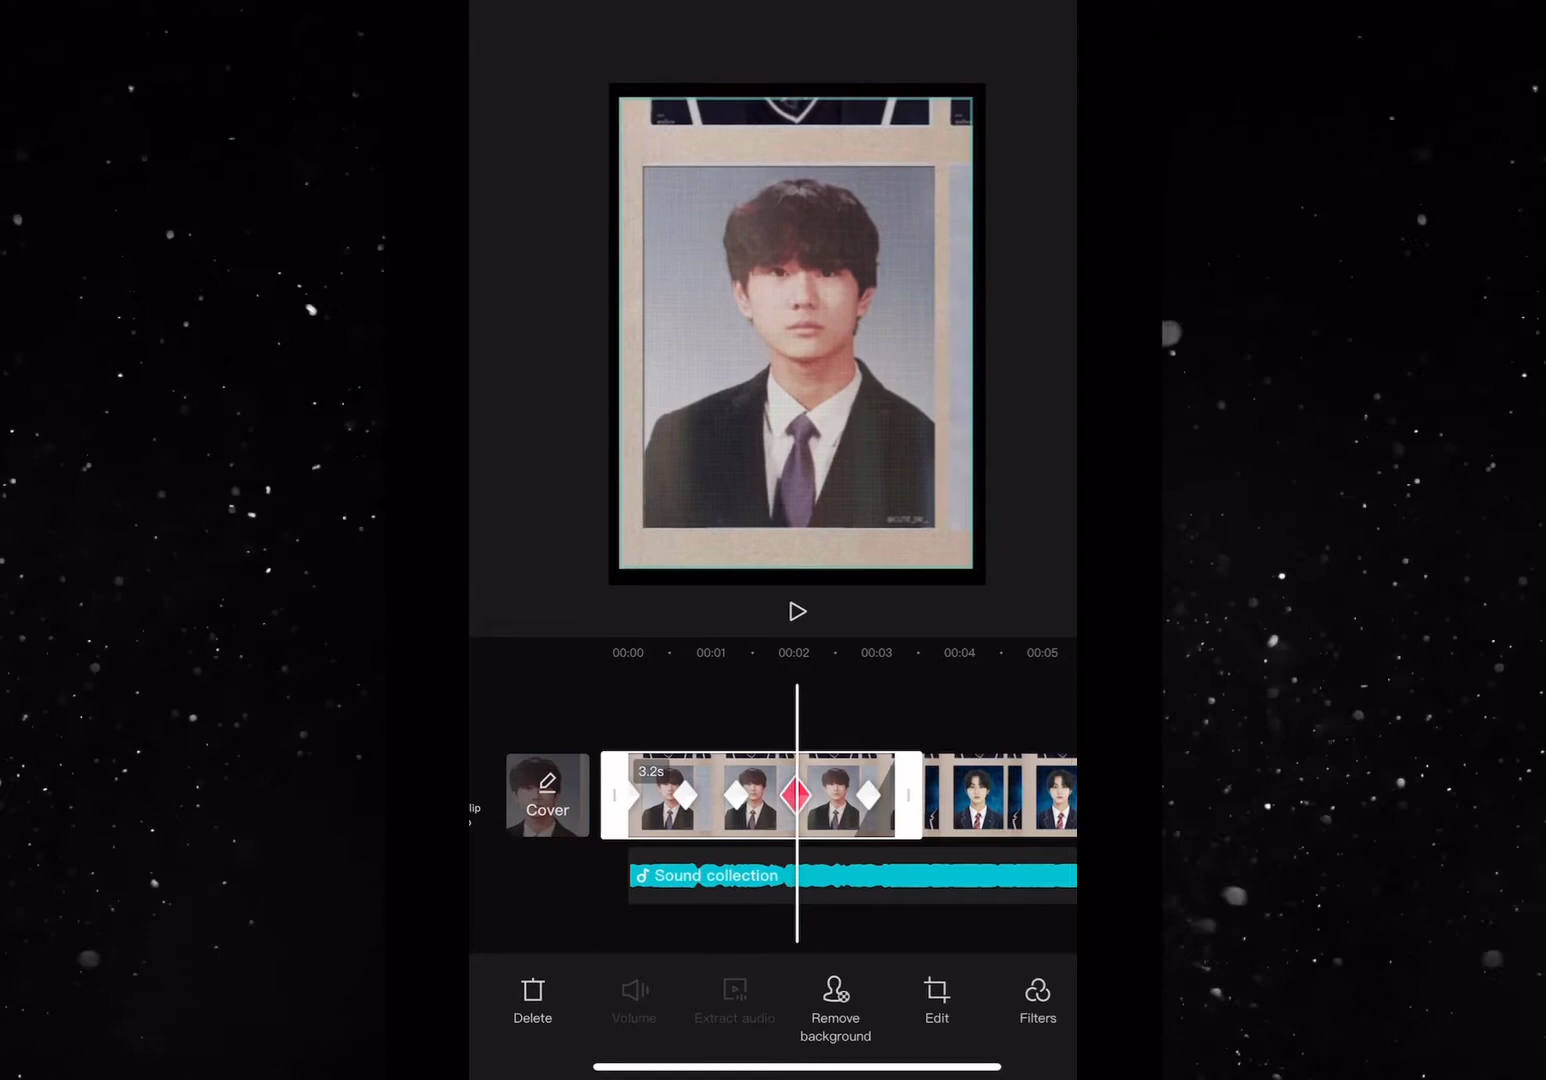 00:00
00:01
00:02
00:03
00:04
00:05
3.2s
lip
Cover
Sound collection
Delete
Volume
Extract audio
Remove
background
Edit
Filters